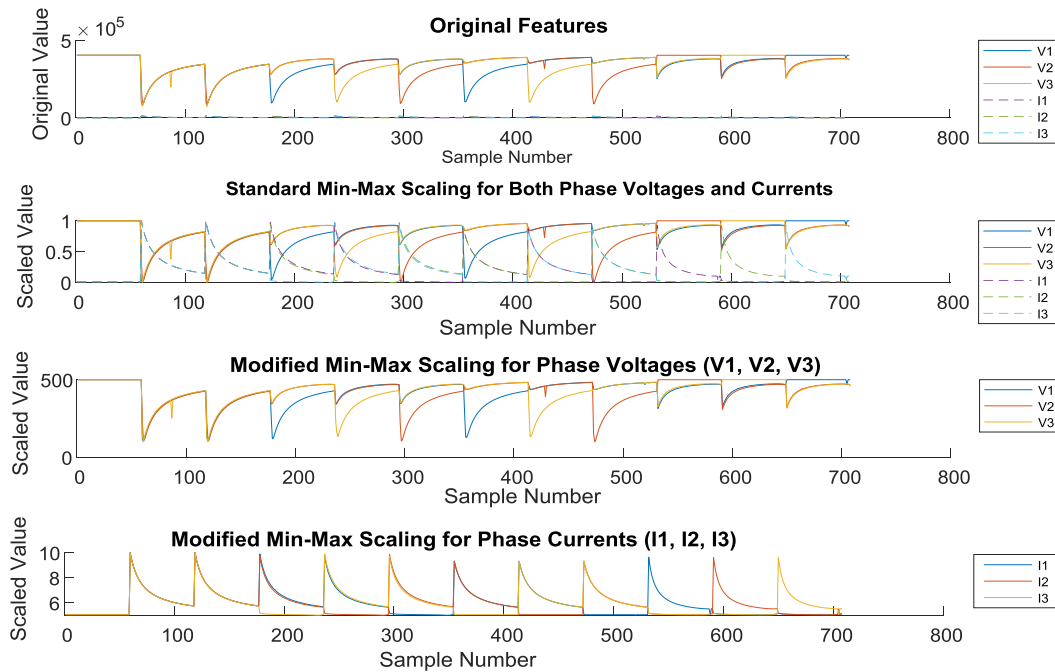 Original Features
× 10⁵
5
0
Original Value
0 100 200 300 400 500 600 700 800
Sample Number
V1
V2
V3
I1
I2
I3
Standard Min-Max Scaling for Both Phase Voltages and Currents
1
0.5
0
Scaled Value
0 100 200 300 400 500 600 700 800
Sample Number
V1
V2
V3
I1
I2
I3
Modified Min-Max Scaling for Phase Voltages (V1, V2, V3)
500
0
Scaled Value
0 100 200 300 400 500 600 700 800
Sample Number
V1
V2
V3
Modified Min-Max Scaling for Phase Currents (I1, I2, I3)
10
8
6
Scaled Value
0 100 200 300 400 500 600 700 800
Sample Number
I1
I2
I3